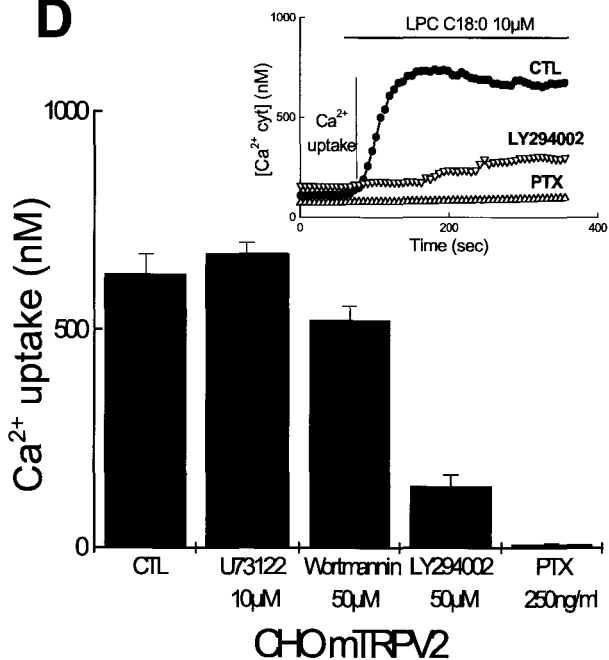 D
LPC C18:0 10µM
CTL
LY294002
PTX
Ca²⁺
uptake
[Ca²⁺ cyt] (nM)
1000
500
0
0
200
400
Time (sec)
Ca²⁺ uptake (nM)
1000
500
0
CTL
U73122
10µM
Wortmannin
50µM
LY294002
50µM
PTX
250ng/ml
CHO mTRPV2